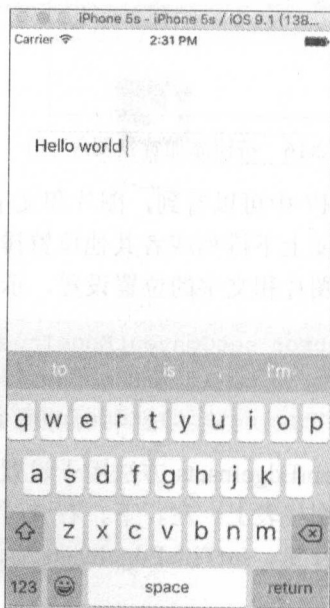 iPhone 5s - iPhone 5s / iOS 9.1 (138...
Carrier 2:31 PM
Hello world
to is I'm
q w e r t y u i o p
a s d f g h j k l
z x c v b n m
123 space return